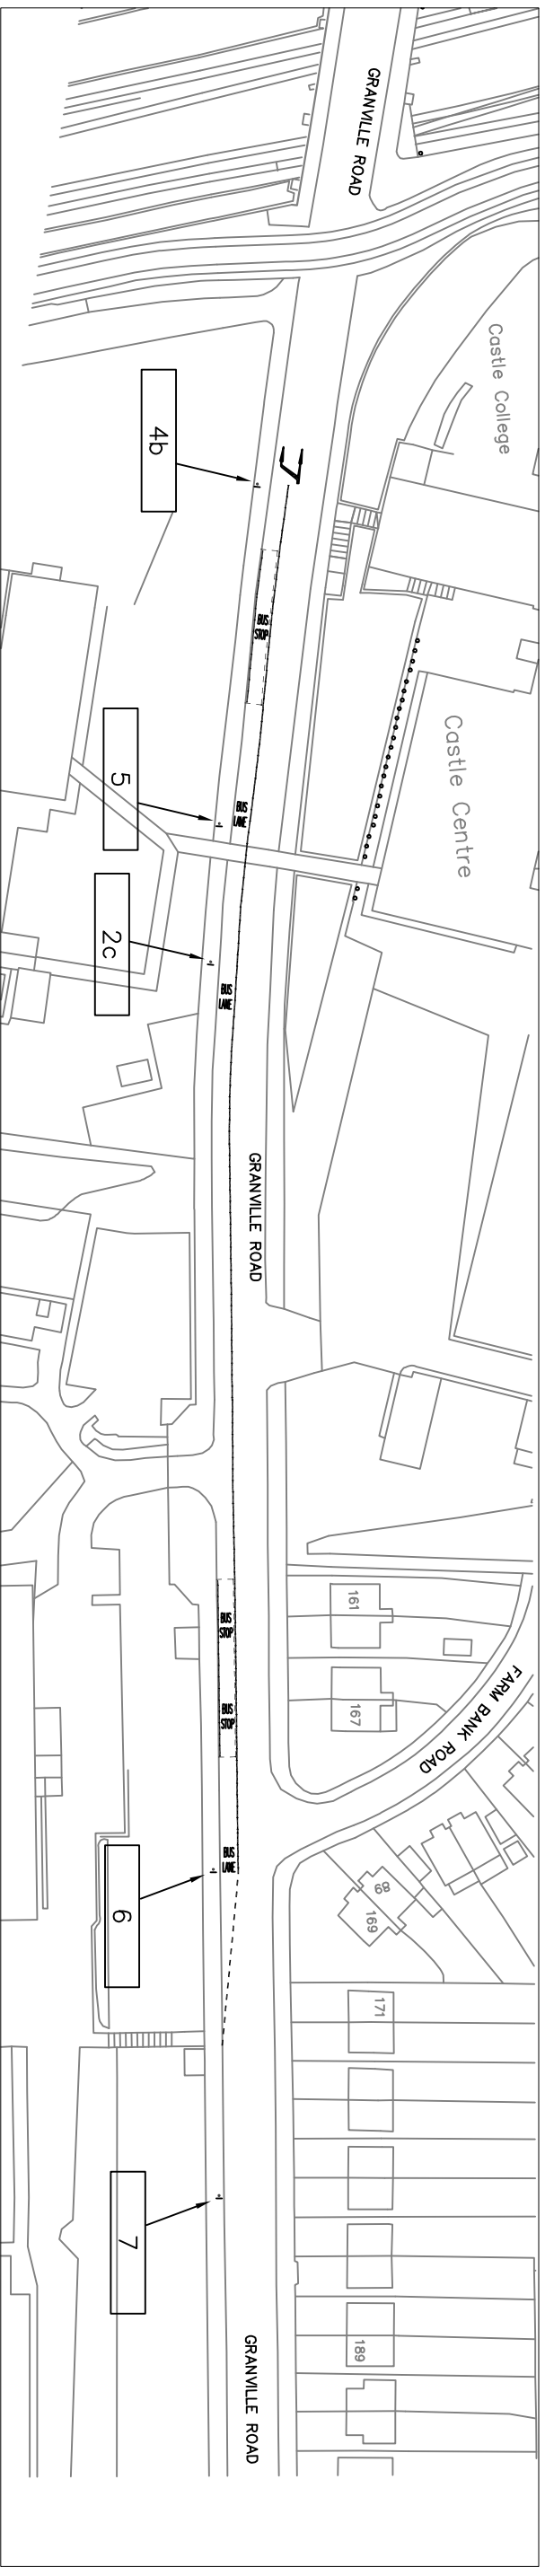 GRANVILLE ROAD
Castle College
4b
BUS
STOP
Castle Centre
5
BUS
LANE
2c
BUS
LANE
GRANVILLE ROAD
161
BUS
STOP
167
FARM BANK ROAD
BUS
STOP
BUS
LANE
89
169
6
171
7
189
GRANVILLE ROAD